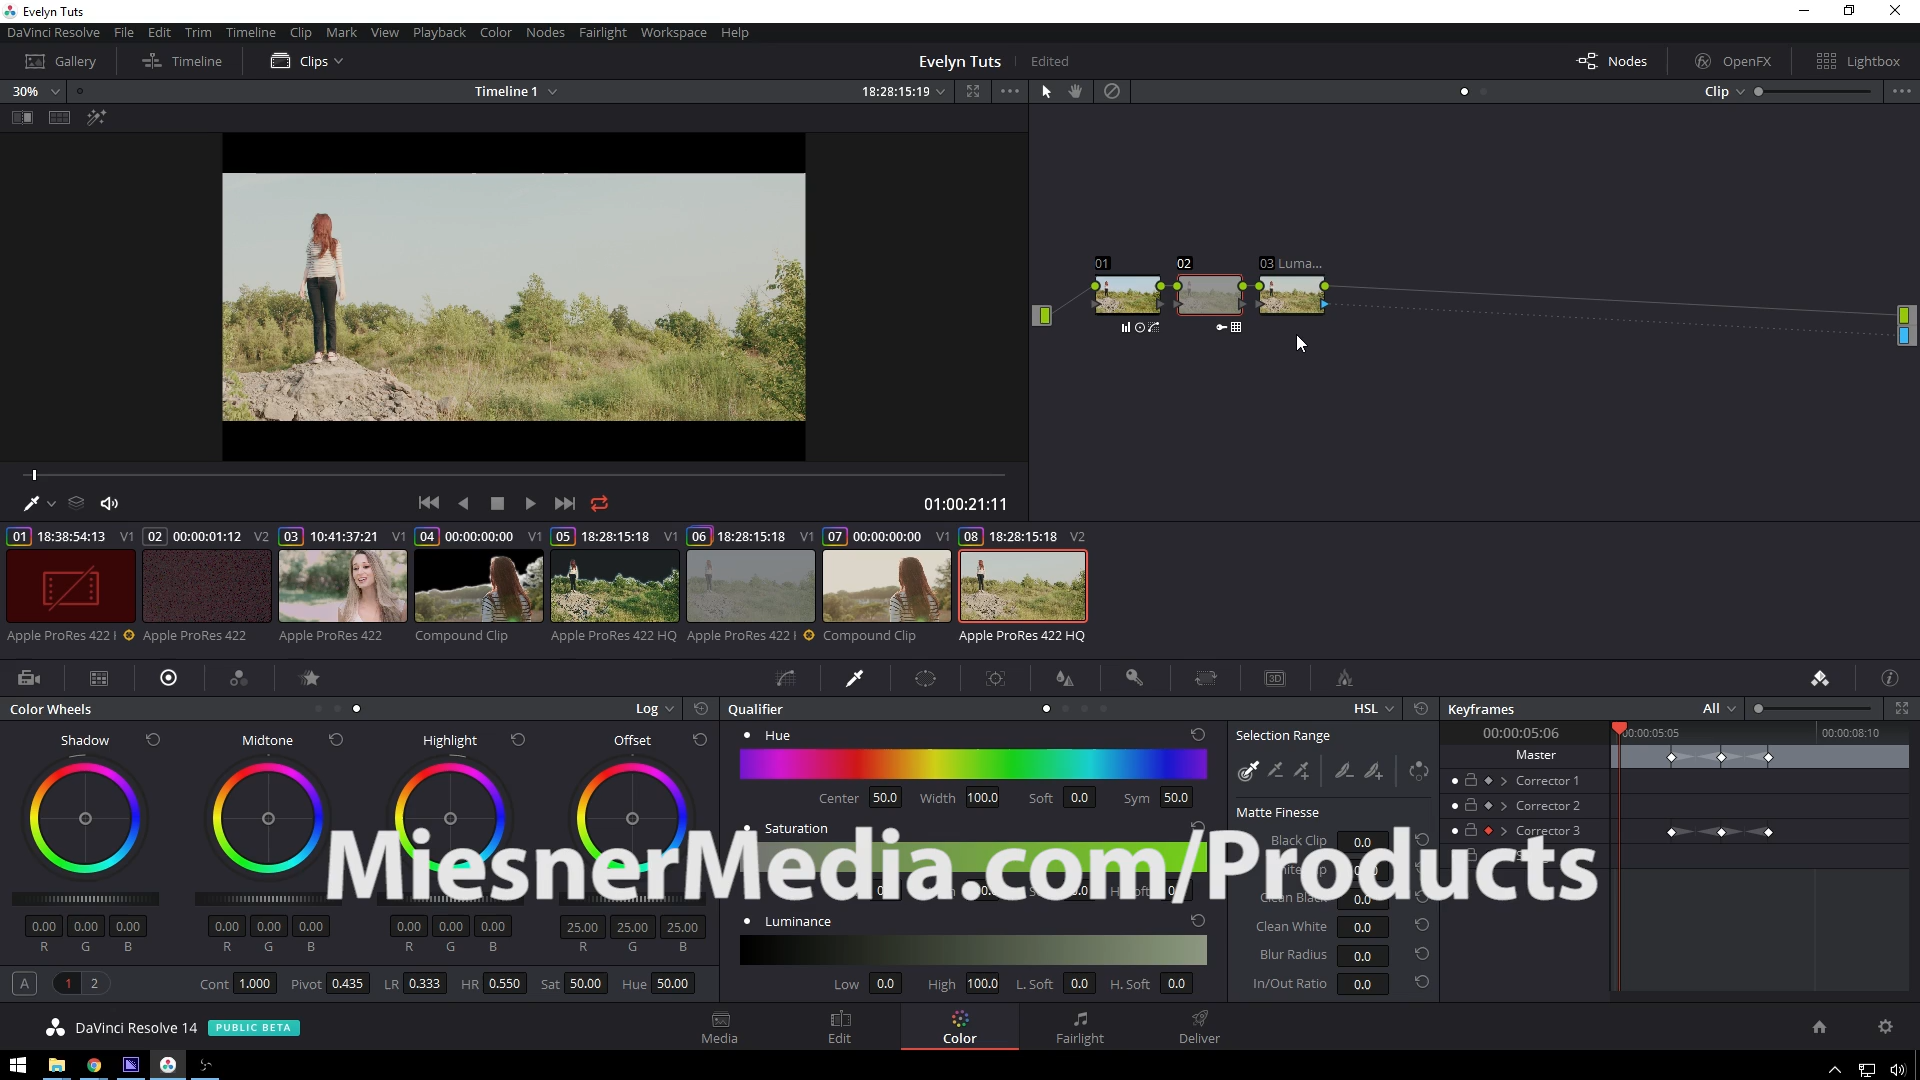 Evelyn Tuts
DaVinci Resolve File Edit Trim Timeline Clip Mark View Playback Color Nodes Fairlight Workspace Help
Gallery Timeline Clips Evelyn Tuts Edited Nodes OpenFX Lightbox
30% Timeline 1 18:28:15:19 Clip
01 02 03 Luma...
01:00:21:11
01 18:38:54:13 V1 02 00:00:01:12 V2 03 10:41:37:21 V1 04 00:00:00:00 V1 05 18:28:15:18 V1 06 18:28:15:18 V1 07 00:00:00:00 V1 08 18:28:15:18 V2
Apple ProRes 422 Apple ProRes 422 Apple ProRes 422 Compound Clip Apple ProRes 422 HQ Apple ProRes 422 Compound Clip Apple ProRes 422 HQ
3D
Color Wheels Log Qualifier HSL Keyframes All
Shadow Midtone Highlight Offset Hue Selection Range 00:00:05:06 00:00:05:05 00:00:08:10
Master
Corrector 1
Center 50.0 Width 100.0 Soft 0.0 Sym 50.0
Corrector 2
Saturation Matte Finesse Corrector 3
Black Clip 0.0
MiesnerMedia.com/Products
Clean Black 0.0
Luminance Clean White 0.0
0.00 0.00 0.00 0.00 0.00 0.00 0.00 0.00 0.00 25.00 25.00 25.00
R G B R G B R G B R G B
Blur Radius 0.0
A 1 2 Cont 1.000 Pivot 0.435 LR 0.333 HR 0.550 Sat 50.00 Hue 50.00 Low 0.0 High 100.0 L. Soft 0.0 H. Soft 0.0 In/Out Ratio 0.0
DaVinci Resolve 14 PUBLIC BETA Media Edit Color Fairlight Deliver